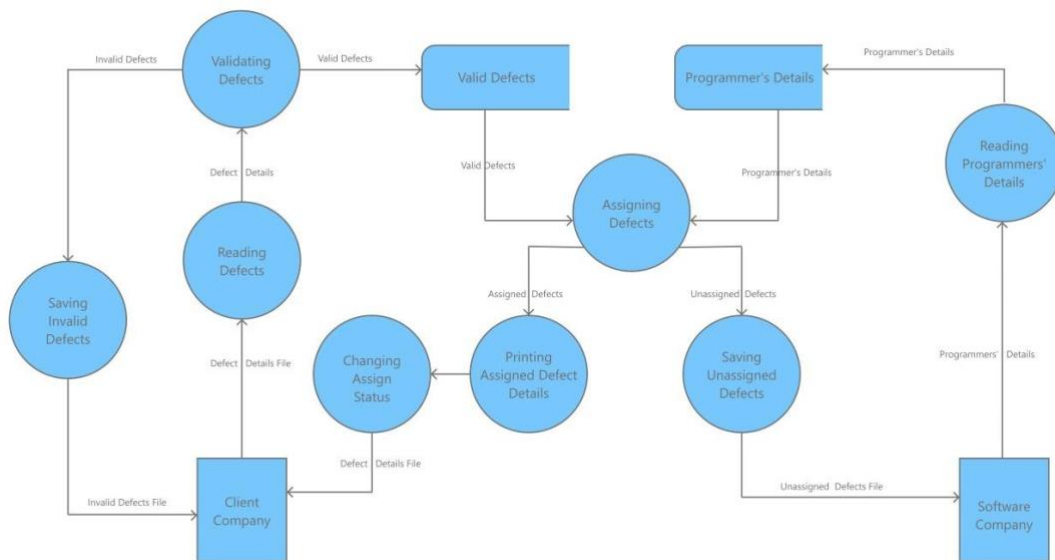 Programmer's Details
Invalid Defects
Valid Defects
Validating
Defects
Valid Defects
Programmer's Details
Reading
Programmers'
Details
Valid Defects
Defect Details
Programmer's Details
Assigning
Defects
Reading
Defects
Assigned Defects
Unassigned Defects
Saving
Invalid
Defects
Changing
Assign
Status
Printing
Assigned Defect
Details
Saving
Unassigned
Defects
Defect Details File
Programmers' Details
Defect Details File
Invalid Defects File
Client
Company
Unassigned Defects File
Software
Company